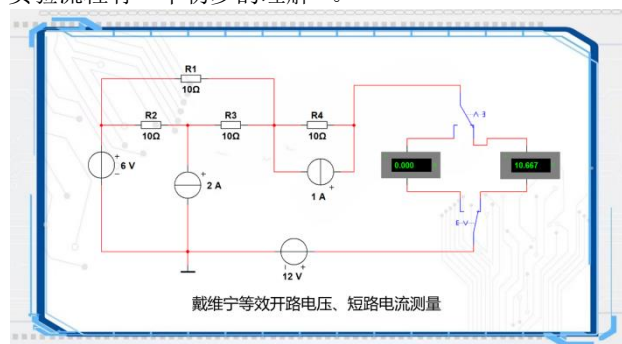 R1
10Ω
R2
R3
R4
10Ω
10Ω
10Ω
+
6 V
−
+
2 A
+
1 A
− +
12 V
0.000
10.667
戴维宁等效开路电压、短路电流测量